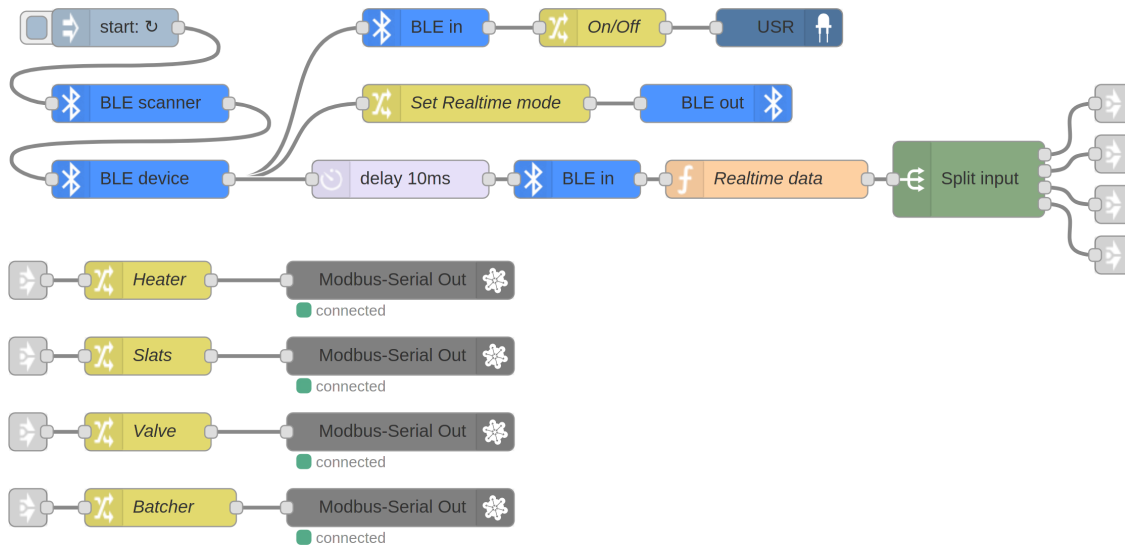 start: ↻
BLE in
On/Off
USR
BLE scanner
Set Realtime mode
BLE out
BLE device
delay 10ms
BLE in
Realtime data
Split input
Heater
Modbus-Serial Out
connected
Slats
Modbus-Serial Out
connected
Valve
Modbus-Serial Out
connected
Batcher
Modbus-Serial Out
connected